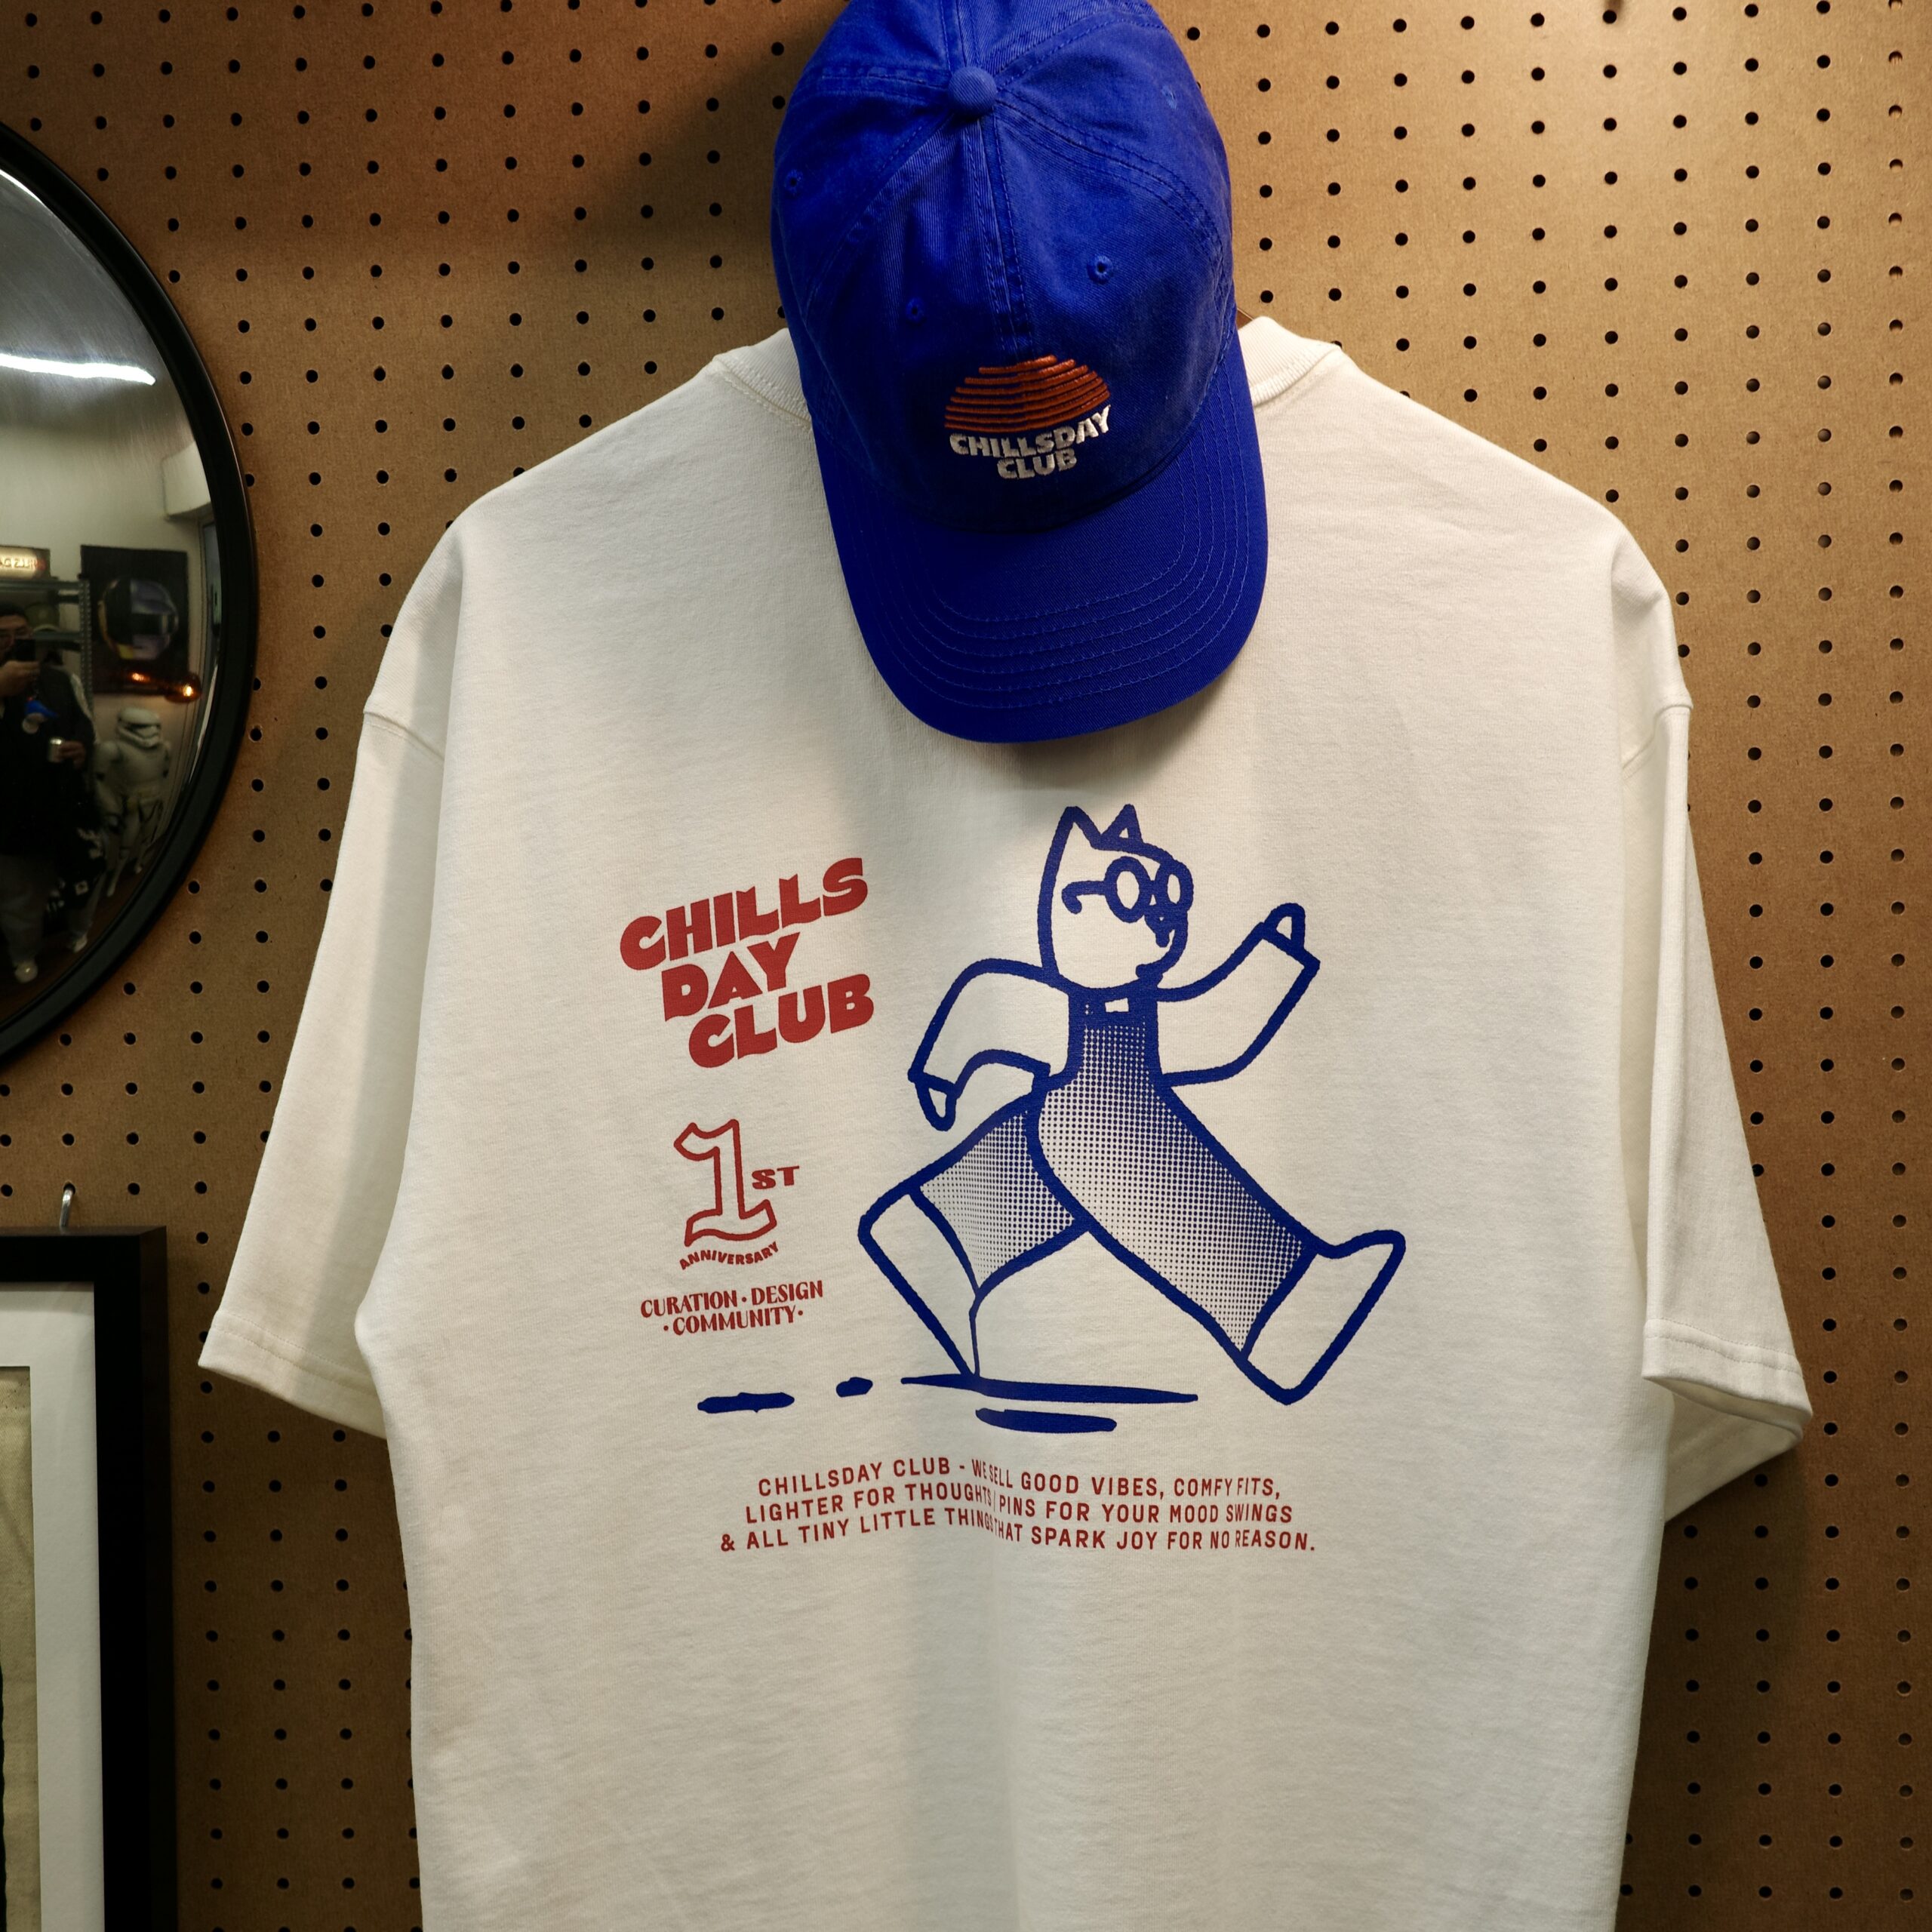 CHILLSDAY
CLUB
CHILLS
DAY
CLUB
1ST
ANNIVERSARY
CURATION • DESIGN
• COMMUNITY •
CHILLSDAY CLUB - WE SELL GOOD VIBES, COMFY FITS,
LIGHTER FOR THOUGHTS, PINS FOR YOUR MOOD SWINGS
& ALL TINY LITTLE THINGS THAT SPARK JOY FOR NO REASON.